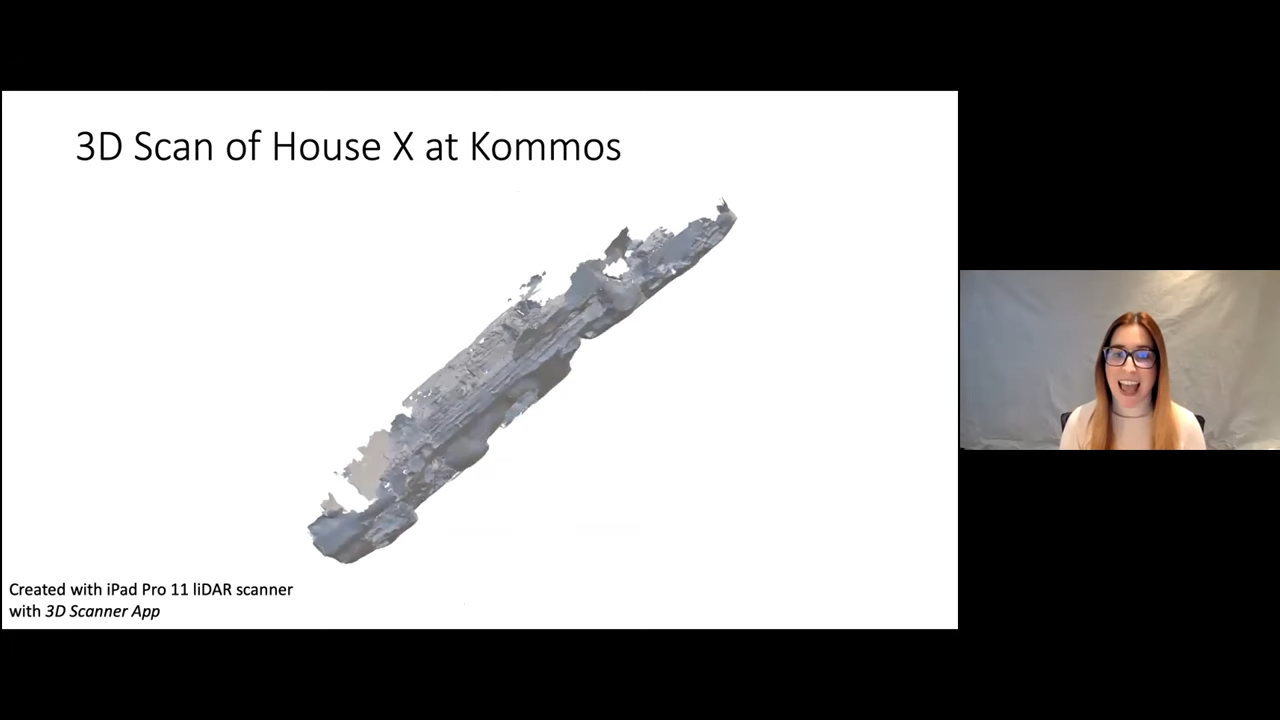 3D Scan of House X at Kommos
Created with iPad Pro 11 liDAR scanner
with 3D Scanner App